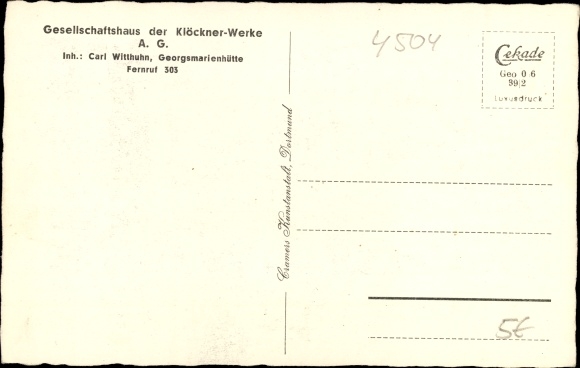 Gesellschaftshaus der Klöckner-Werke
A. G.
Inh.: Carl Witthuhn, Georgsmarienhütte
Fernruf 303
4504
Cekade
Geo 0 6
39|2
Luxusdruck
Cramers Kunstanstalt, Dortmund
5€